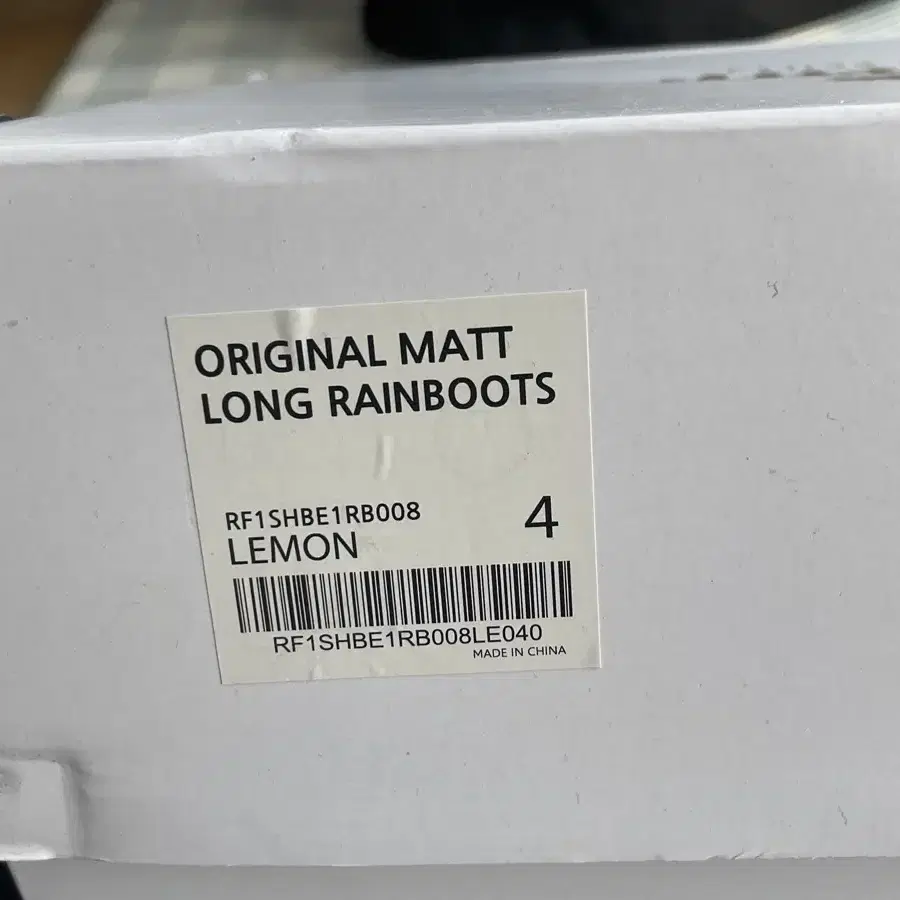 ORIGINAL MATT
LONG RAINBOOTS
RF1SHBE1RB008
LEMON
4
RF1SHBE1RB008LE040
MADE IN CHINA